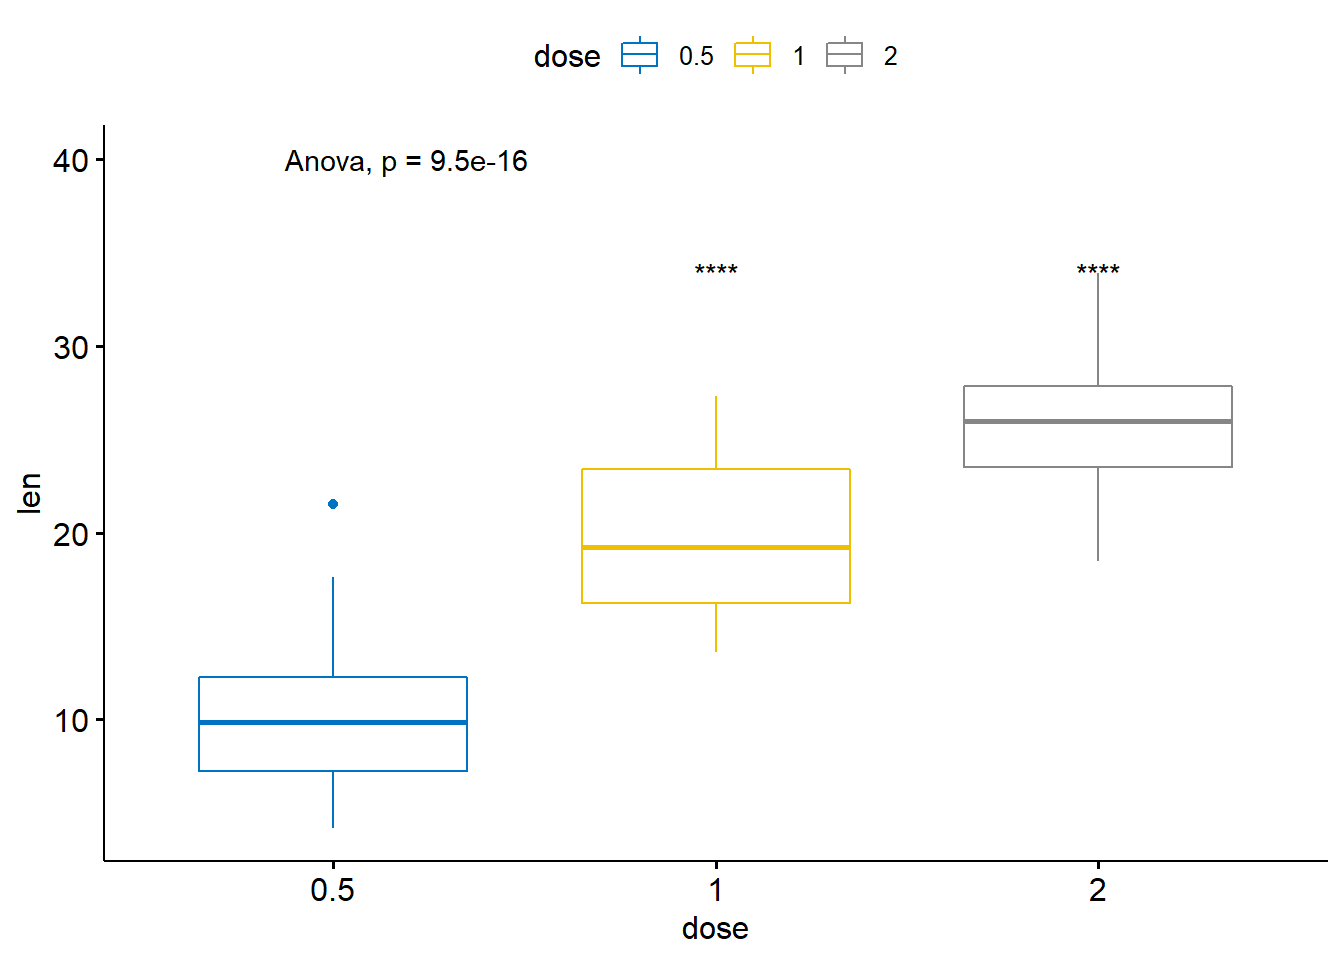 dose 0.5 1 2
40
Anova, p = 9.5e-16
**** ****
30
len
20
10
0.5 1 2
dose